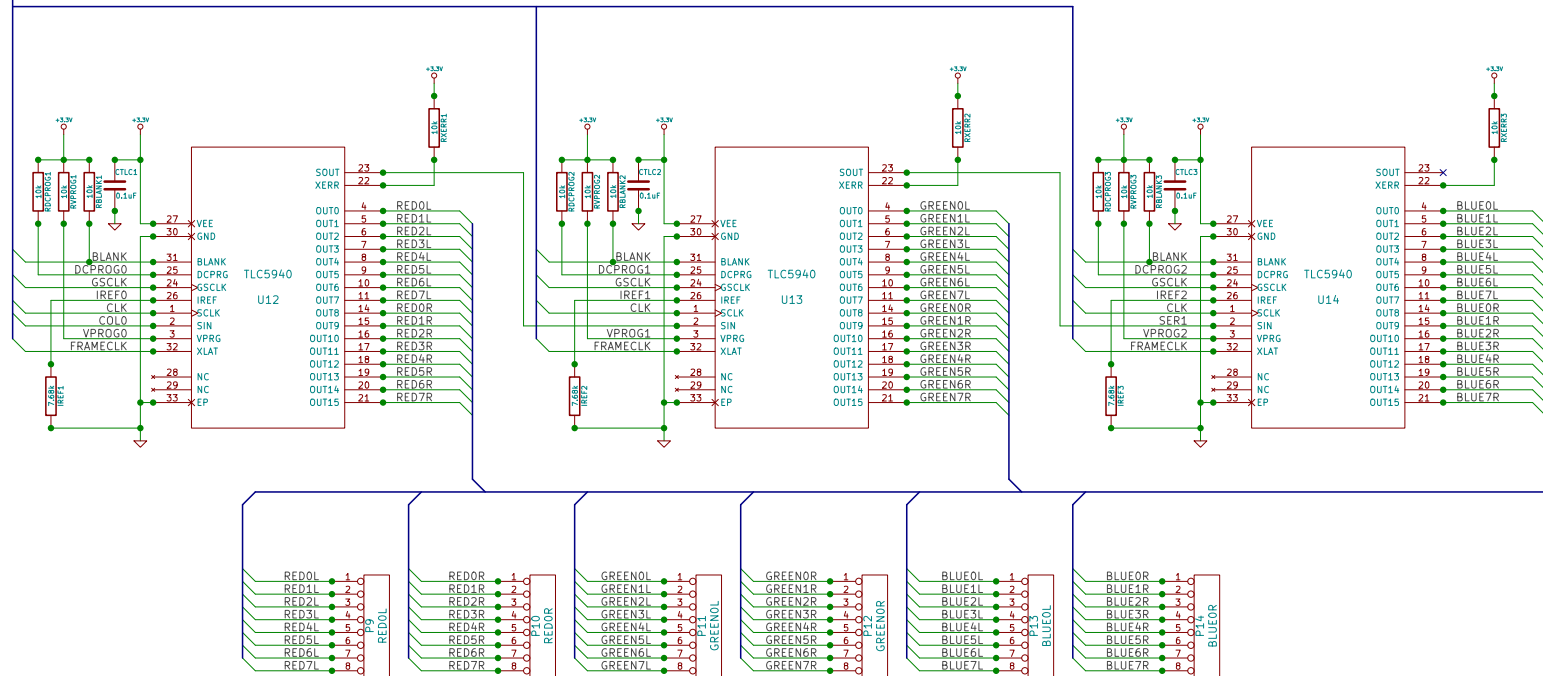 +3.3V
+3.3V
+3.3V
10k RXERR1
10k RXERR2
10k RXERR3
+3.3V +3.3V
10k RDCPROG1
10k RVPROG1
10k RBLANK1
CTLC1
0.1uF
SOUT 23
XERR 22
27 VEE
30 GND
BLANK 31 BLANK
DCPROG0 25 DCPRG
GSCLK 24 GSCLK
IREF0 26 IREF
CLK 1 SCLK
COL0 2 SIN
VPROG0 3 VPRG
FRAMECLK 32 XLAT
28 NC
29 NC
33 EP
7.68k IREF1
TLC5940
U12
OUT0 4 RED0L
OUT1 5 RED1L
OUT2 6 RED2L
OUT3 7 RED3L
OUT4 8 RED4L
OUT5 9 RED5L
OUT6 10 RED6L
OUT7 11 RED7L
OUT8 14 RED0R
OUT9 15 RED1R
OUT10 16 RED2R
OUT11 17 RED3R
OUT12 18 RED4R
OUT13 19 RED5R
OUT14 20 RED6R
OUT15 21 RED7R
+3.3V +3.3V
10k RDCPROG2
10k RVPROG2
10k RBLANK2
CTLC2
0.1uF
SOUT 23
XERR 22
27 VEE
30 GND
BLANK 31 BLANK
DCPROG1 25 DCPRG
GSCLK 24 GSCLK
IREF1 26 IREF
CLK 1 SCLK
2 SIN
VPROG1 3 VPRG
FRAMECLK 32 XLAT
28 NC
29 NC
33 EP
7.68k IREF2
TLC5940
U13
OUT0 4 GREEN0L
OUT1 5 GREEN1L
OUT2 6 GREEN2L
OUT3 7 GREEN3L
OUT4 8 GREEN4L
OUT5 9 GREEN5L
OUT6 10 GREEN6L
OUT7 11 GREEN7L
OUT8 14 GREEN0R
OUT9 15 GREEN1R
OUT10 16 GREEN2R
OUT11 17 GREEN3R
OUT12 18 GREEN4R
OUT13 19 GREEN5R
OUT14 20 GREEN6R
OUT15 21 GREEN7R
+3.3V +3.3V
10k RDCPROG3
10k RVPROG3
10k RBLANK3
CTLC3
0.1uF
SOUT 23
XERR 22
27 VEE
30 GND
BLANK 31 BLANK
DCPROG2 25 DCPRG
GSCLK 24 GSCLK
IREF2 26 IREF
CLK 1 SCLK
SER1 2 SIN
VPROG2 3 VPRG
FRAMECLK 32 XLAT
28 NC
29 NC
33 EP
7.68k IREF3
TLC5940
U14
OUT0 4 BLUE0L
OUT1 5 BLUE1L
OUT2 6 BLUE2L
OUT3 7 BLUE3L
OUT4 8 BLUE4L
OUT5 9 BLUE5L
OUT6 10 BLUE6L
OUT7 11 BLUE7L
OUT8 14 BLUE0R
OUT9 15 BLUE1R
OUT10 16 BLUE2R
OUT11 17 BLUE3R
OUT12 18 BLUE4R
OUT13 19 BLUE5R
OUT14 20 BLUE6R
OUT15 21 BLUE7R
RED0L 1
RED1L 2
RED2L 3
RED3L 4
RED4L 5
RED5L 6
RED6L 7
RED7L 8
P9
RED0L
RED0R 1
RED1R 2
RED2R 3
RED3R 4
RED4R 5
RED5R 6
RED6R 7
RED7R 8
P10
RED0R
GREEN0L 1
GREEN1L 2
GREEN2L 3
GREEN3L 4
GREEN4L 5
GREEN5L 6
GREEN6L 7
GREEN7L 8
P11
GREEN0L
GREEN0R 1
GREEN1R 2
GREEN2R 3
GREEN3R 4
GREEN4R 5
GREEN5R 6
GREEN6R 7
GREEN7R 8
P12
GREEN0R
BLUE0L 1
BLUE1L 2
BLUE2L 3
BLUE3L 4
BLUE4L 5
BLUE5L 6
BLUE6L 7
BLUE7L 8
P13
BLUE0L
BLUE0R 1
BLUE1R 2
BLUE2R 3
BLUE3R 4
BLUE4R 5
BLUE5R 6
BLUE6R 7
BLUE7R 8
P14
BLUE0R